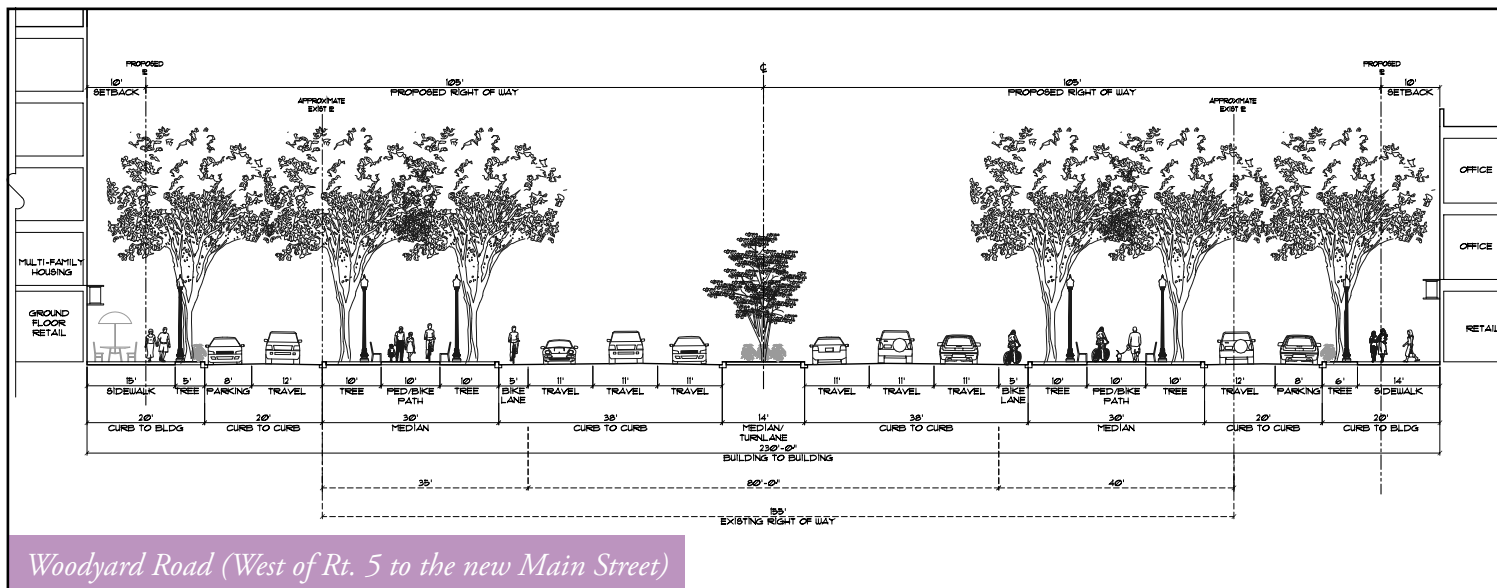 PROPOSED
PROPOSED
10' 105' 105' 10'
SETBACK PROPOSED RIGHT OF WAY PROPOSED RIGHT OF WAY SETBACK
APPROXIMATE APPROXIMATE
EXIST EXIST
OFFICE
OFFICE
MULTI-FAMILY
HOUSING
GROUND
FLOOR
RETAIL
RETAIL
15' 5' 8' 12' 10' 10' 10' 5' 11' 11' 11' 11' 11' 11' 5' 10' 10' 10' 12' 8' 6' 14'
SIDEWALK TREE PARKING TRAVEL TREE PED/BIKE TREE BIKE TRAVEL TRAVEL TRAVEL TRAVEL TRAVEL TRAVEL BIKE TREE PED/BIKE TREE TRAVEL PARKING TREE SIDEWALK
PATH LANE LANE PATH
20' 20' 30' 38' 14' 38' 30' 20' 20'
CURB TO BLDG CURB TO CURB MEDIAN CURB TO CURB MEDIAN/ CURB TO CURB MEDIAN CURB TO CURB CURB TO BLDG
TURNLANE
230'-0"
BUILDING TO BUILDING
35' 80'-0" 40'
155'
EXISTING RIGHT OF WAY
Woodyard Road (West of Rt. 5 to the new Main Street)